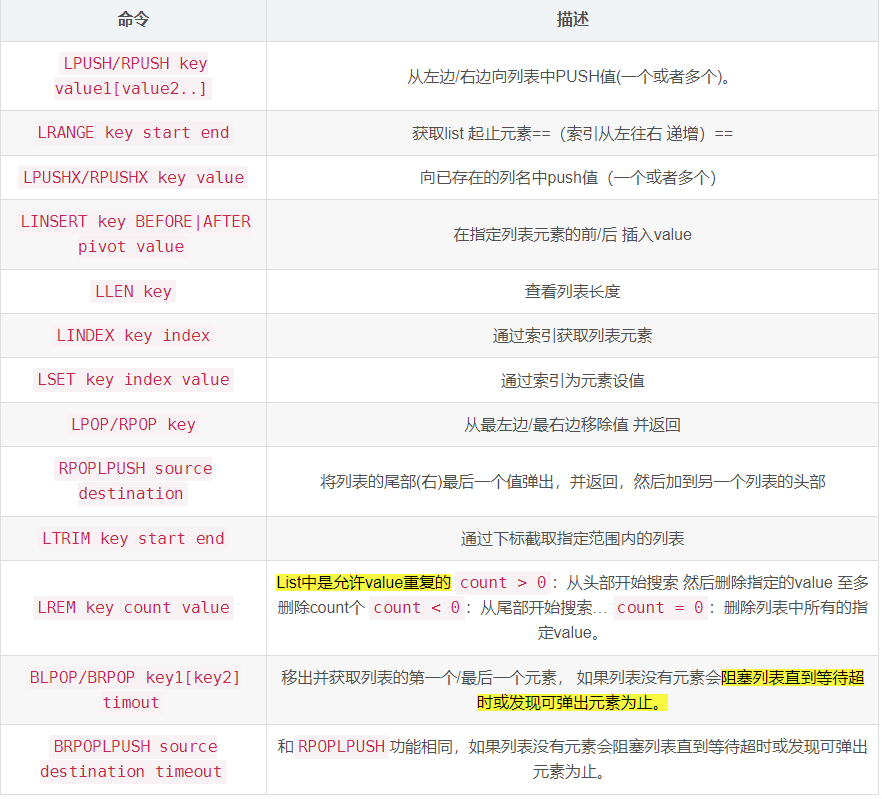 命令 描述
LPUSH/RPUSH key
value1[value2..]
从左边/右边向列表中PUSH值(一个或者多个)。
LRANGE key start end
获取list 起止元素==（索引从左往右 递增）==
LPUSHX/RPUSHX key value
向已存在的列名中push值（一个或者多个）
LINSERT key BEFORE|AFTER
pivot value
在指定列表元素的前/后 插入value
LLEN key
查看列表长度
LINDEX key index
通过索引获取列表元素
LSET key index value
通过索引为元素设值
LPOP/RPOP key
从最左边/最右边移除值 并返回
RPOPLPUSH source
destination
将列表的尾部(右)最后一个值弹出，并返回，然后加到另一个列表的头部
LTRIM key start end
通过下标截取指定范围内的列表
LREM key count value
List中是允许value重复的 count > 0：从头部开始搜索 然后删除指定的value 至多
删除count个 count < 0：从尾部开始搜索… count = 0：删除列表中所有的指
定value。
BLPOP/BRPOP key1[key2]
timout
移出并获取列表的第一个/最后一个元素， 如果列表没有元素会阻塞列表直到等待超
时或发现可弹出元素为止。
BRPOPLPUSH source
destination timeout
和 RPOPLPUSH 功能相同，如果列表没有元素会阻塞列表直到等待超时或发现可弹出
元素为止。